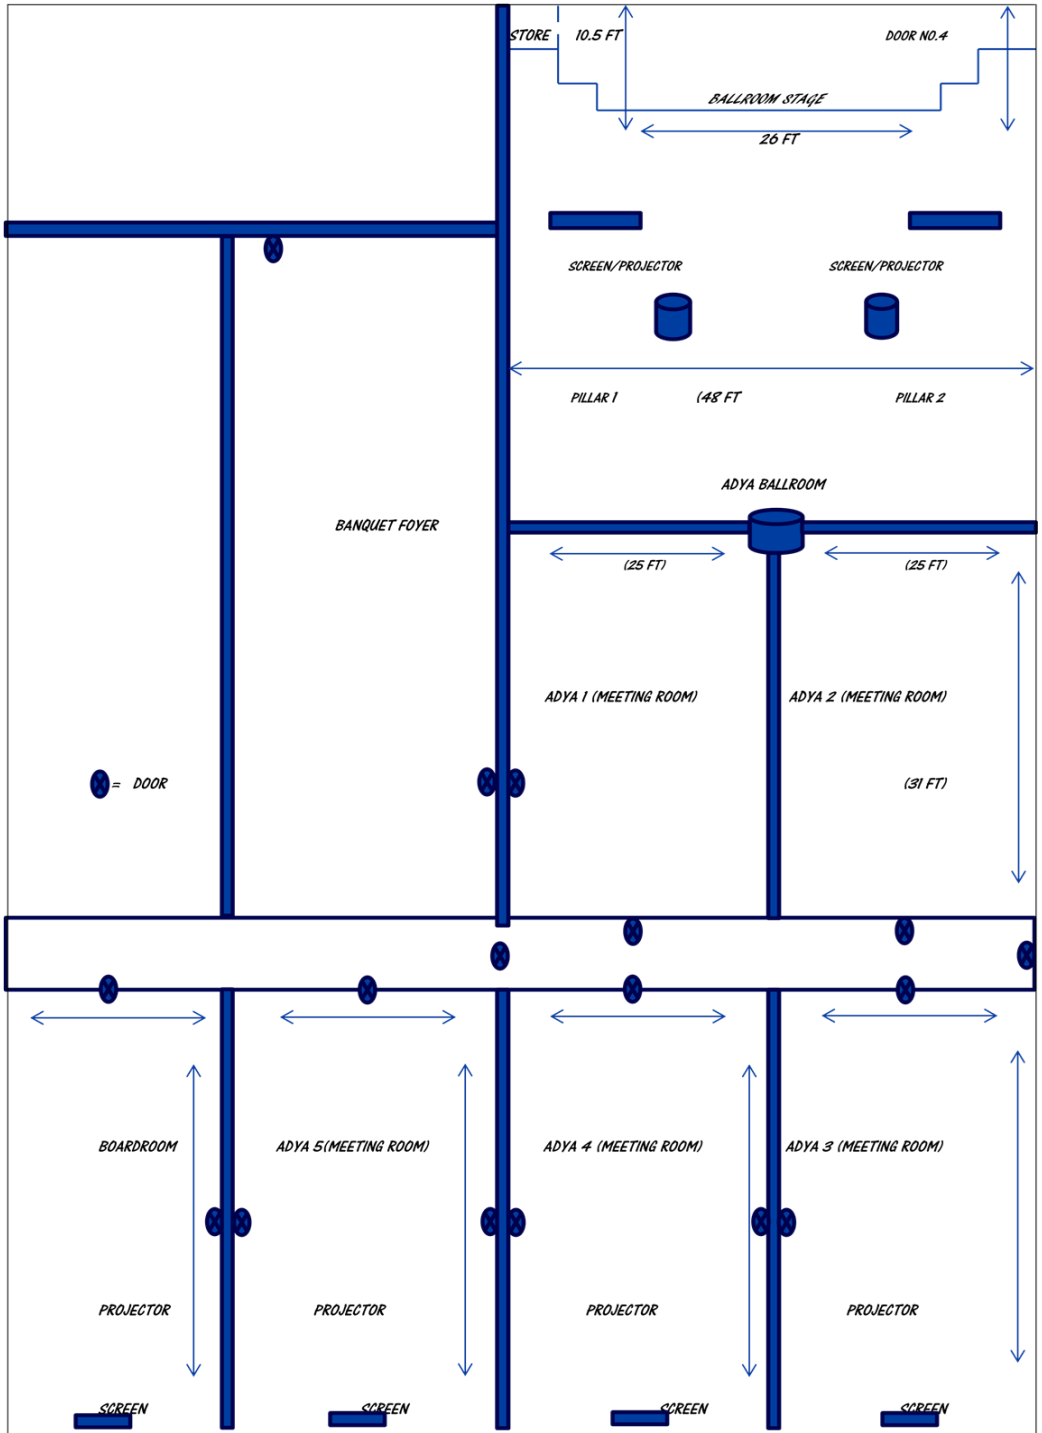 STORE
10.5 FT
DOOR NO.4
BALLROOM STAGE
26 FT
SCREEN/PROJECTOR
SCREEN/PROJECTOR
PILLAR 1
(48 FT
PILLAR 2
ADYA BALLROOM
BANQUET FOYER
(25 FT)
(25 FT)
ADYA 1 (MEETING ROOM)
ADYA 2 (MEETING ROOM)
= DOOR
(31 FT)
BOARDROOM
ADYA 5(MEETING ROOM)
ADYA 4 (MEETING ROOM)
ADYA 3 (MEETING ROOM)
PROJECTOR
PROJECTOR
PROJECTOR
PROJECTOR
SCREEN
SCREEN
SCREEN
SCREEN